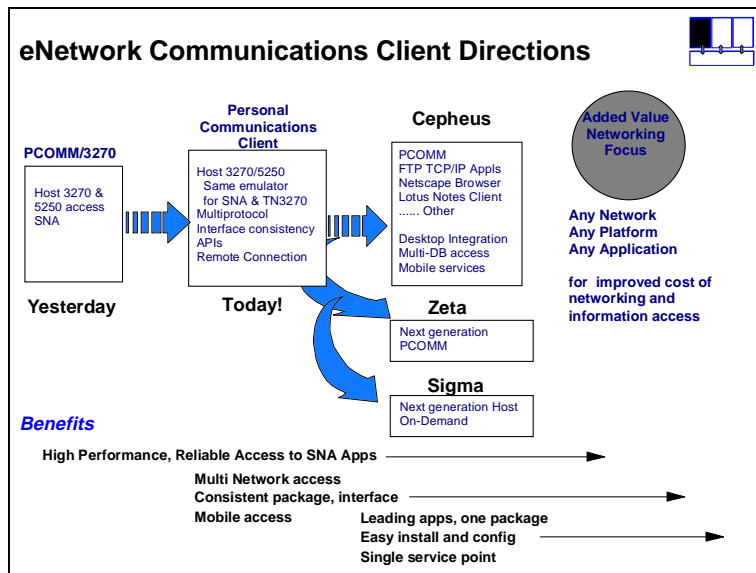 eNetwork Communications Client Directions
PCOMM/3270
Host 3270 &
5250 access
SNA
Yesterday
Personal
Communications
Client
Host 3270/5250
Same emulator
for SNA & TN3270
Multiprotocol
Interface consistency
APIs
Remote Connection
Today!
Cepheus
PCOMM
FTP TCP/IP Appls
Netscape Browser
Lotus Notes Client
...... Other
Desktop Integration
Multi-DB access
Mobile services
Zeta
Next generation
PCOMM
Sigma
Next generation Host
On-Demand
Added Value
Networking
Focus
Any Network
Any Platform
Any Application
for improved cost of
networking and
information access
Benefits
High Performance, Reliable Access to SNA Apps
Multi Network access
Consistent package, interface
Mobile access
Leading apps, one package
Easy install and config
Single service point